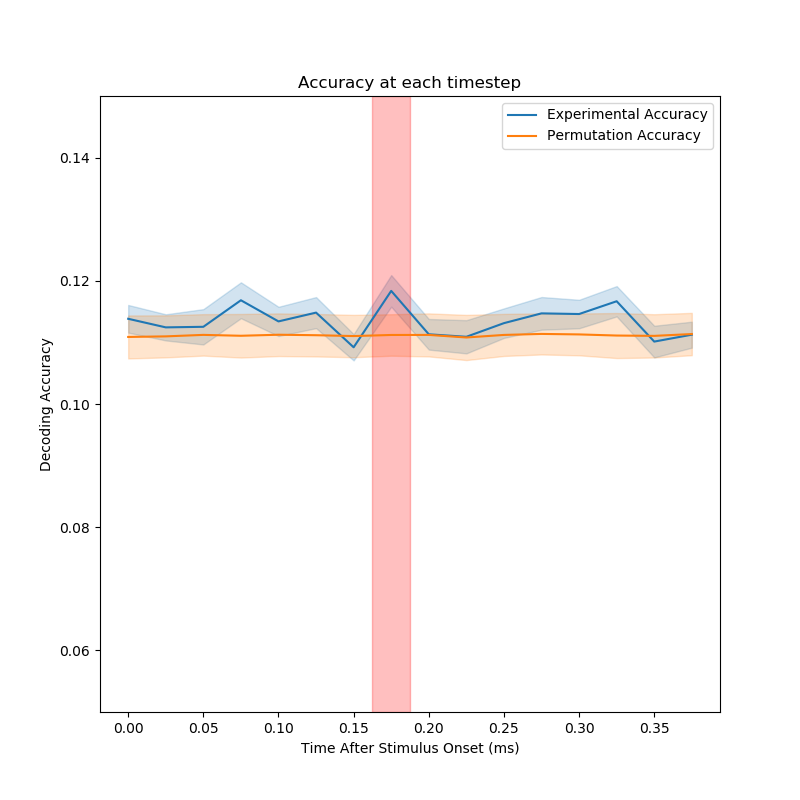 Accuracy at each timestep
Experimental Accuracy
Permutation Accuracy
0.14
0.12
0.10
0.08
0.06
Decoding Accuracy
0.00 0.05 0.10 0.15 0.20 0.25 0.30 0.35
Time After Stimulus Onset (ms)